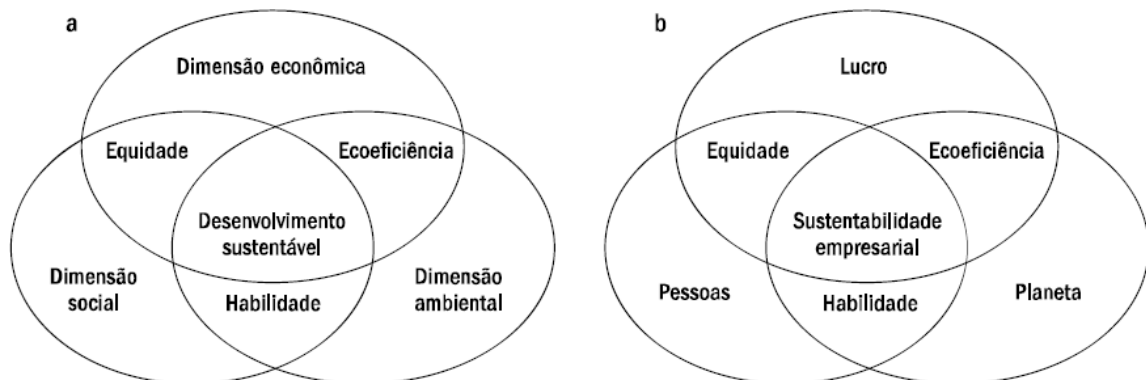 a
Dimensão econômica
Equidade
Ecoeficiência
Desenvolvimento
sustentável
Dimensão
social
Habilidade
Dimensão
ambiental
b
Lucro
Equidade
Ecoeficiência
Sustentabilidade
empresarial
Pessoas
Habilidade
Planeta